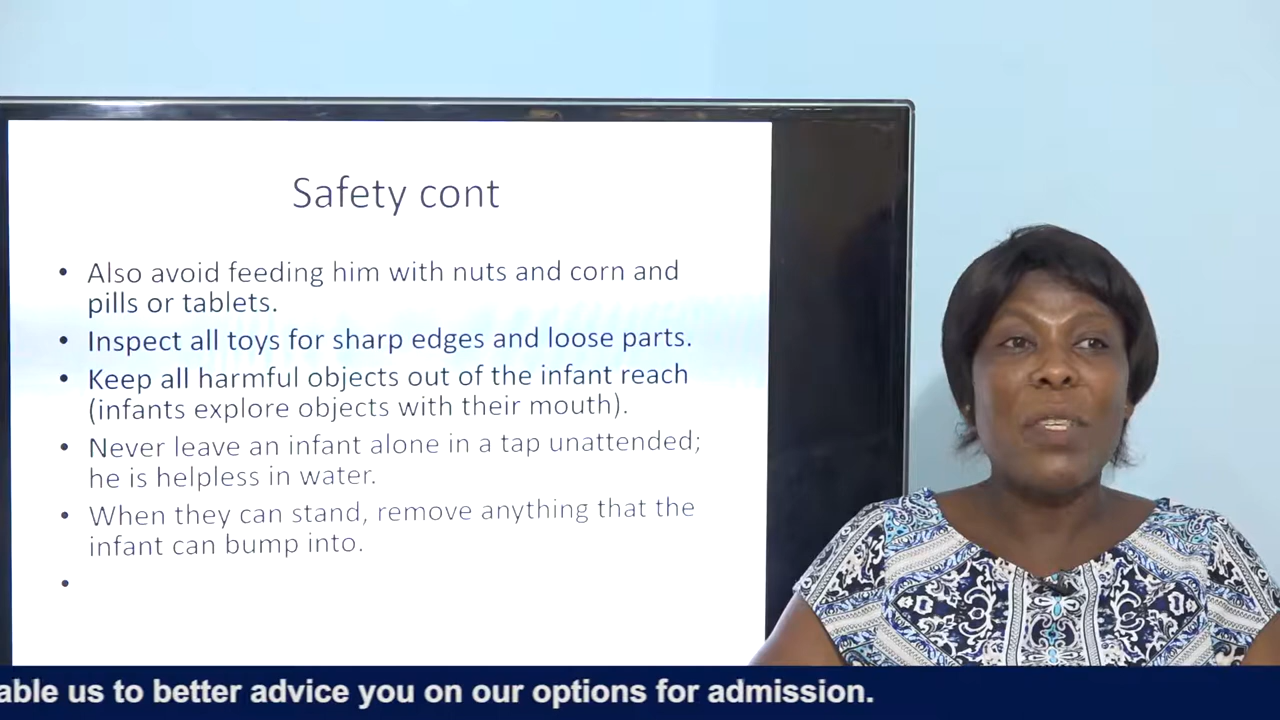 Safety cont
• Also avoid feeding him with nuts and corn and
pills or tablets.
• Inspect all toys for sharp edges and loose parts.
• Keep all harmful objects out of the infant reach
(infants explore objects with their mouth).
• Never leave an infant alone in a tap unattended;
he is helpless in water.
• When they can stand, remove anything that the
infant can bump into.
•
able us to better advice you on our options for admission.